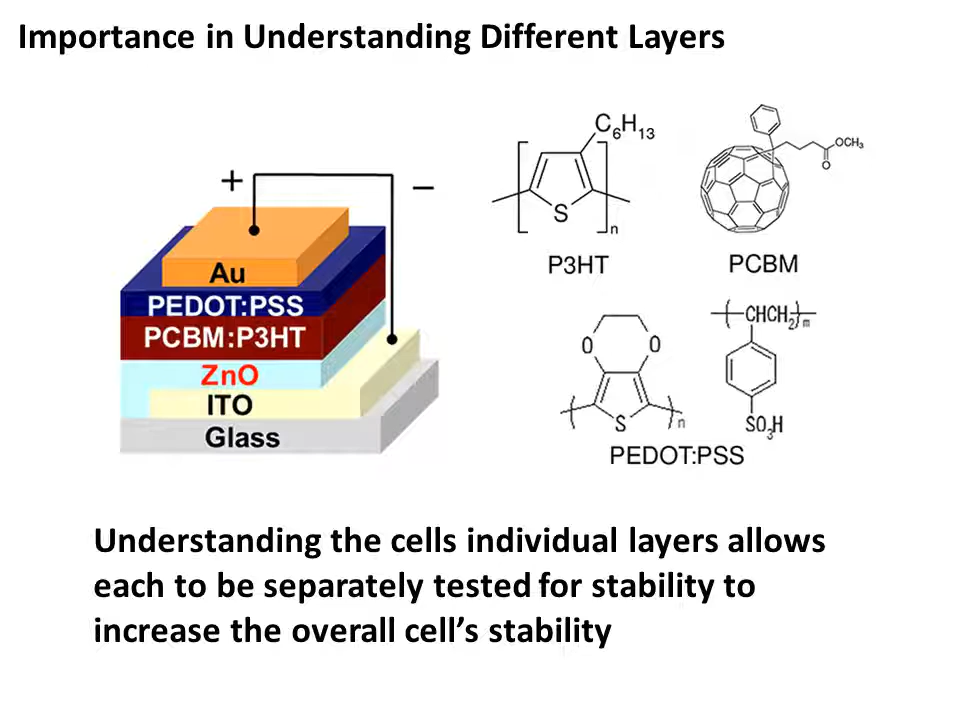 Importance in Understanding Different Layers
+
−
Au
PEDOT:PSS
PCBM:P3HT
ZnO
ITO
Glass
C6H13
S
n
P3HT
OCH3
O
PCBM
O
O
S
n
CHCH2
m
SO3H
PEDOT:PSS
Understanding the cells individual layers allows
each to be separately tested for stability to
increase the overall cell’s stability